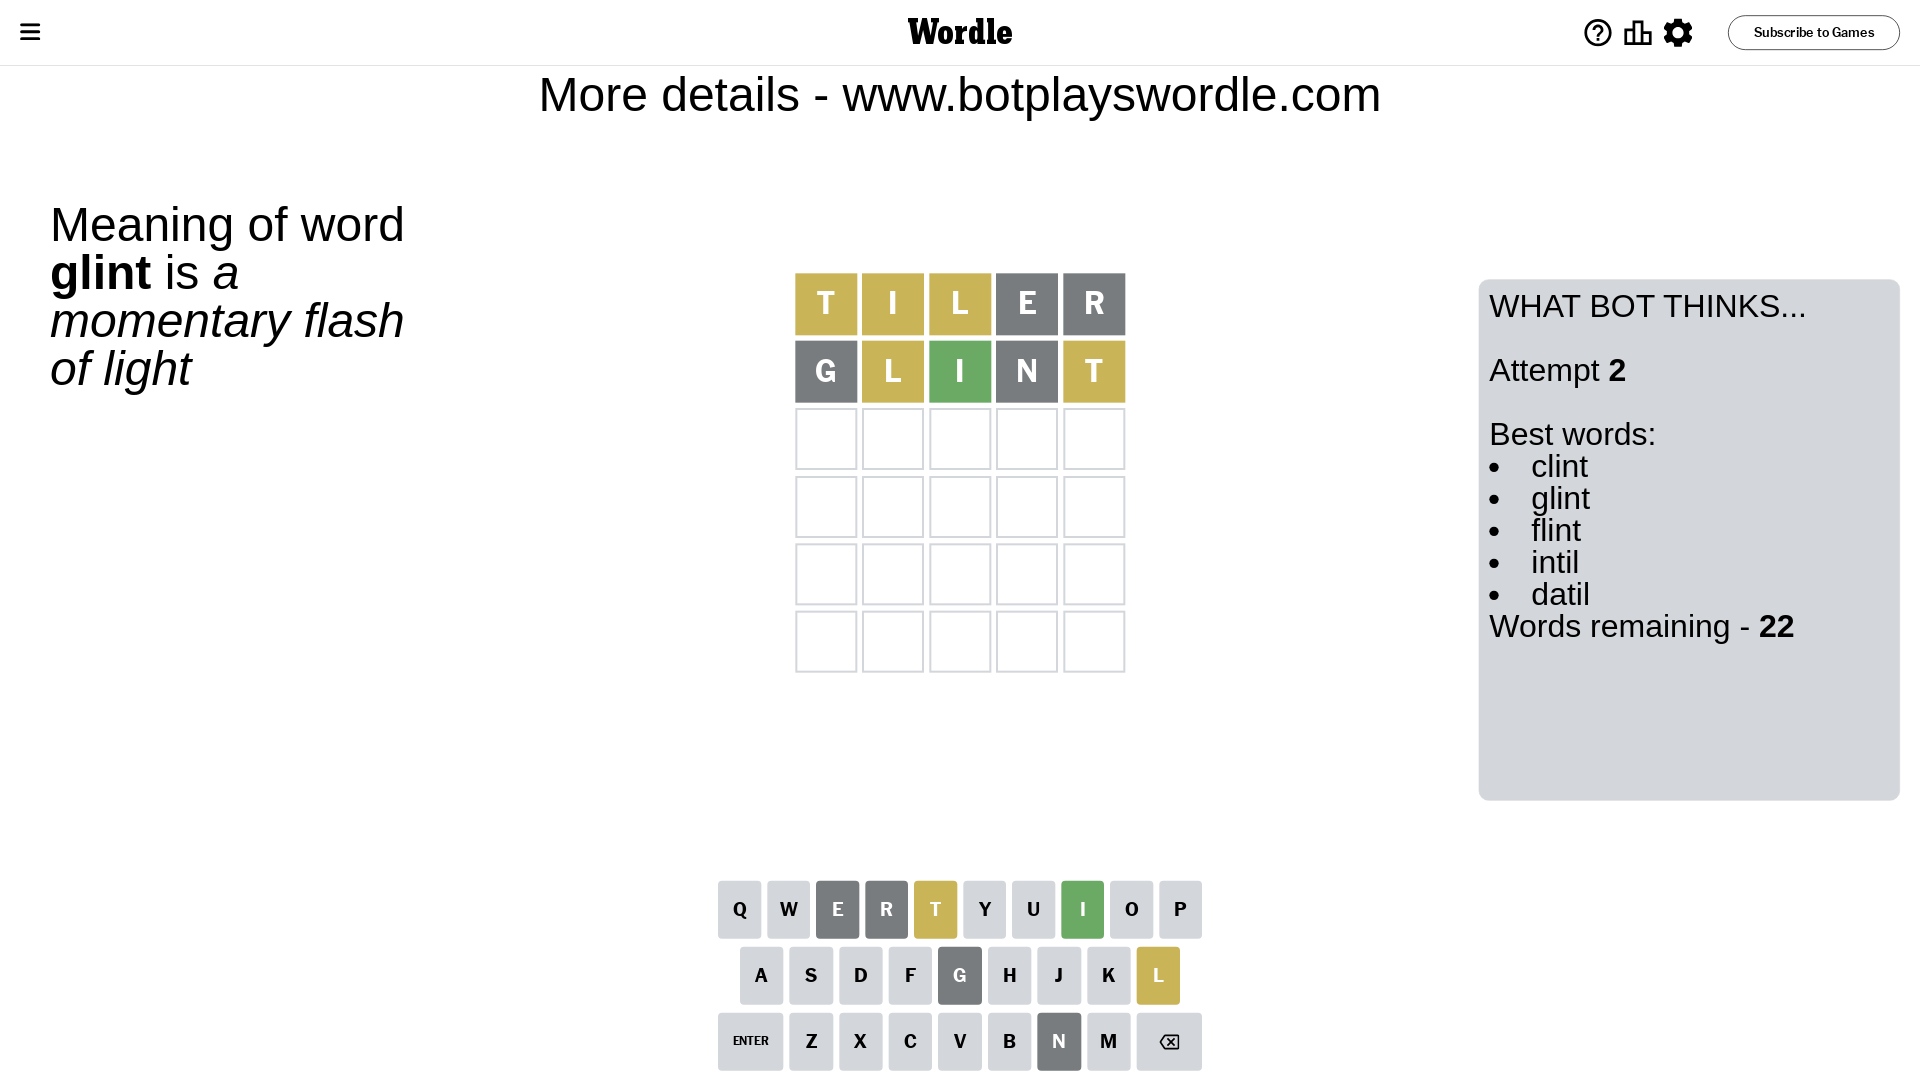 Wordle
Subscribe to Games
More details - www.botplayswordle.com
Meaning of word
glint is a
momentary flash
of light
T I L E R
G L I N T
WHAT BOT THINKS...
Attempt 2
Best words:
• clint
• glint
• flint
• intil
• datil
Words remaining - 22
Q W E R T Y U I O P
A S D F G H J K L
ENTER Z X C V B N M